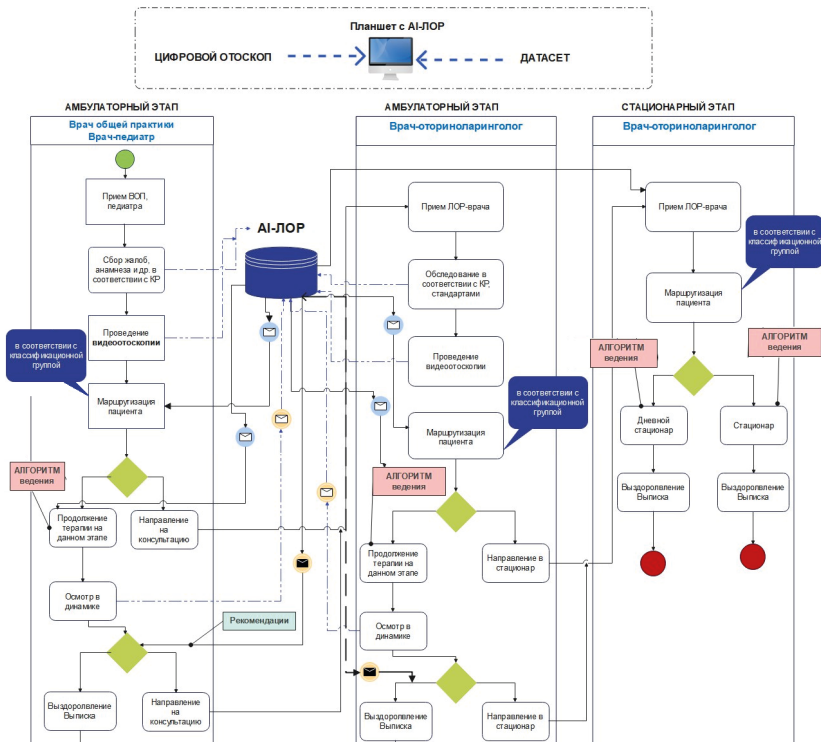 Планшет с AI-ЛОР
ЦИФРОВОЙ ОТОСКОП
ДАТАСЕТ
АМБУЛАТОРНЫЙ ЭТАП
Врач общей практики
Врач-педиатр
Прием ВОП,
педиатра
Сбор жалоб,
анамнеза и др. в
соответствии с КР
Проведение
видеоотоскопии
в соответствии с
классификационной
группой
Маршрутизация
пациента
АЛГОРИТМ
ведения
Продолжение
терапии на
данном этапе
Направление
на
консультацию
Осмотр в
динамике
Рекомендации
Выздоропвление
Выписка
Направление
на
консультацию
AI-ЛОР
АМБУЛАТОРНЫЙ ЭТАП
Врач-оториноларинголог
Прием ЛОР-врача
Обследование в
соответствии с КР,
стандартами
Проведение
видеоотоскопии
в соответствии с
классификационной
группой
Маршрутизация
пациента
АЛГОРИТМ
ведения
Продолжение
терапии на
данном этапе
Направление в
стационар
Осмотр в
динамике
Выздоропвление
Выписка
Направление в
стационар
СТАЦИОНАРНЫЙ ЭТАП
Врач-оториноларинголог
Прием ЛОР-врача
в соответствии с
классификационной
группой
Маршрутизация
пациента
АЛГОРИТМ
ведения
АЛГОРИТМ
ведения
Дневной
стационар
Стационар
Выздоропвление
Выписка
Выздоропвление
Выписка